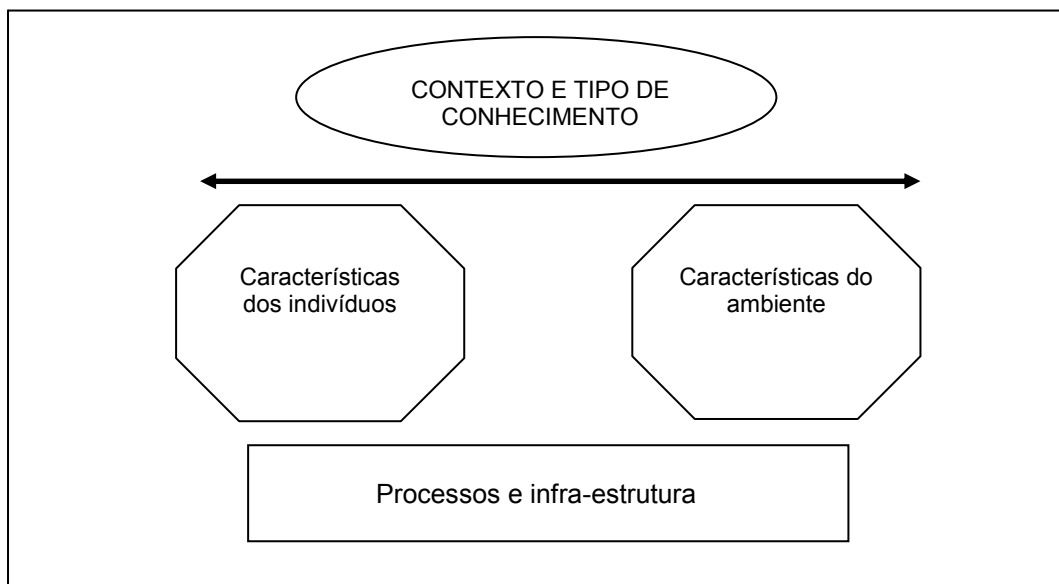 CONTEXTO E TIPO DE
CONHECIMENTO
Características
dos indivíduos
Características do
ambiente
Processos e infra-estrutura